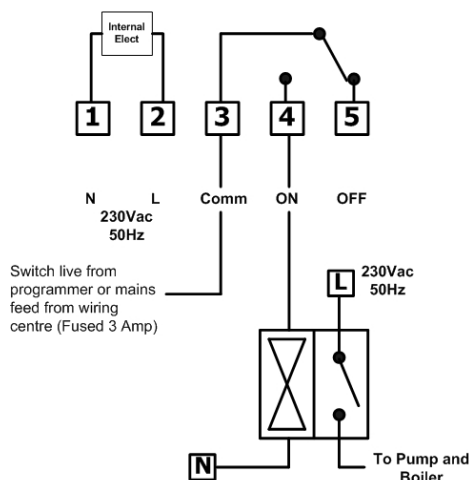 Internal
Elect
1 2 3 4 5
N L Comm ON OFF
230Vac
50Hz
Switch live from
programmer or mains
feed from wiring
centre (Fused 3 Amp)
L 230Vac
50Hz
N
To Pump and
Boiler